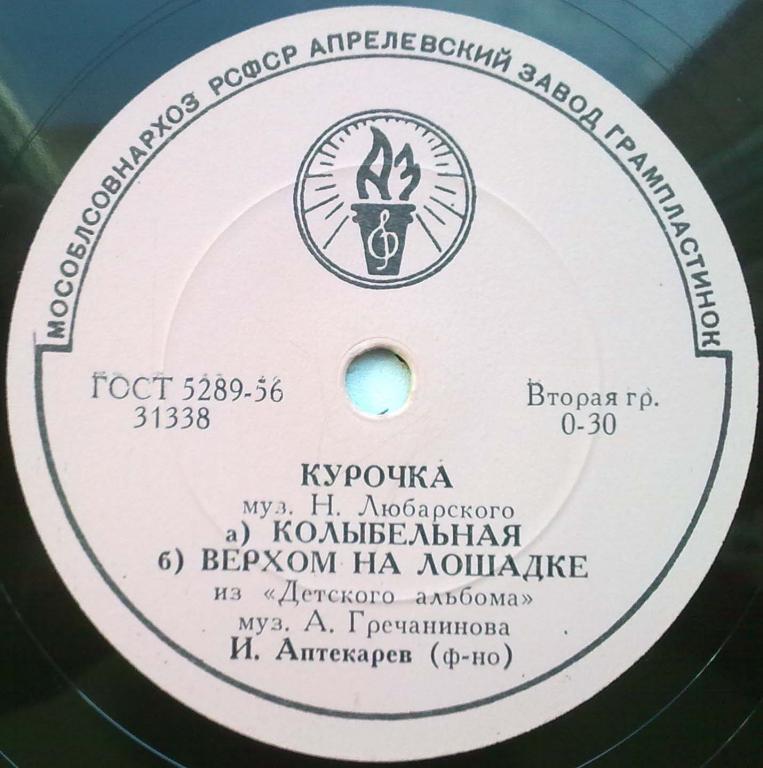 МОСОБЛСОВНАРХОЗ РСФСР АПРЕЛЕВСКИЙ ЗАВОД ГРАМПЛАСТИНОК
АЗ
ГОСТ 5289-56
31338
Вторая гр.
0-30
КУРОЧКА
муз. Н. Любарского
а) КОЛЫБЕЛЬНАЯ
б) ВЕРХОМ НА ЛОШАДКЕ
из «Детского альбома»
муз. А. Гречанинова
И. Аптекарев (ф-но)